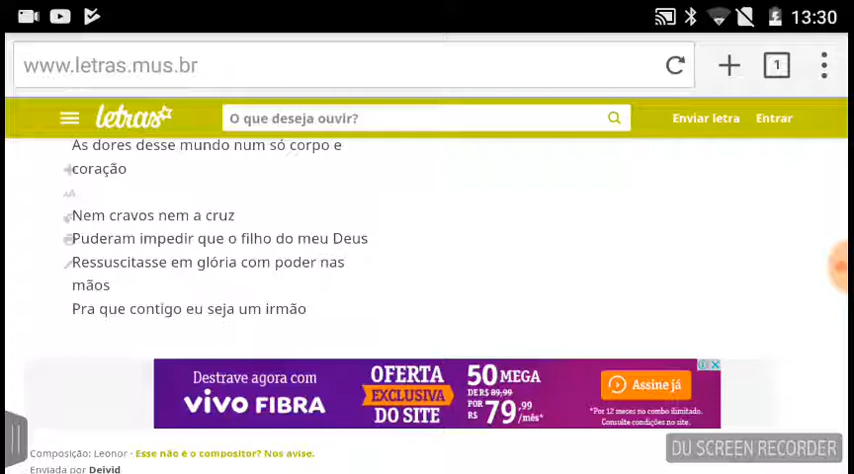 13:30
www.letras.mus.br
1
letras
O que deseja ouvir?
Enviar letra
Entrar
As dores desse mundo num só corpo e
coração
AA
Nem cravos nem a cruz
Puderam impedir que o filho do meu Deus
Ressuscitasse em glória com poder nas
mãos
Pra que contigo eu seja um irmão
Destrave agora com
vivo FIBRA
OFERTA
EXCLUSIVA
DO SITE
50 MEGA
DE R$ 89,99
POR R$ 79,99/mês*
Assine já
*Por 12 meses no combo ilimitado.
Consulte condições no site.
Composição: Leonor · Esse não é o compositor? Nos avise.
Enviada por Deivid
DU SCREEN RECORDER